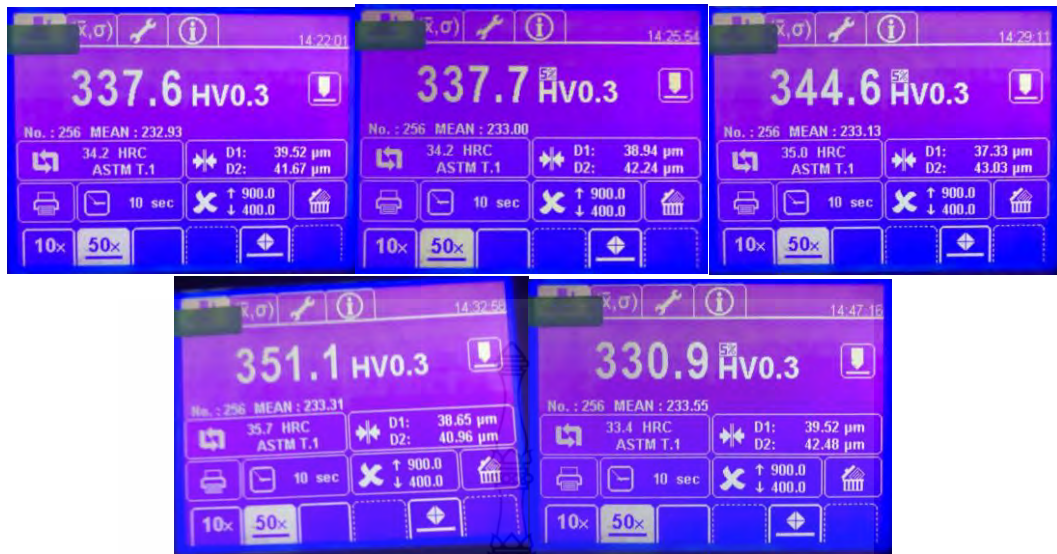 x̄,σ)
14:22:01
337.6 HV0.3
No. : 256 MEAN : 232.93
34.2 HRC
ASTM T.1
D1: 39.52 µm
D2: 41.67 µm
10 sec
↑ 900.0
↓ 400.0
10× 50×
x̄,σ)
14:25:54
337.7 HV0.3
5%
No. : 256 MEAN : 233.00
34.2 HRC
ASTM T.1
D1: 38.94 µm
D2: 42.24 µm
10 sec
↑ 900.0
↓ 400.0
10× 50×
x̄,σ)
14:29:11
344.6 HV0.3
5%
No. : 256 MEAN : 233.13
35.0 HRC
ASTM T.1
D1: 37.33 µm
D2: 43.03 µm
10 sec
↑ 900.0
↓ 400.0
10× 50×
x̄,σ)
14:32:58
351.1 HV0.3
No. : 256 MEAN : 233.31
35.7 HRC
ASTM T.1
D1: 38.65 µm
D2: 40.96 µm
10 sec
↑ 900.0
↓ 400.0
10× 50×
x̄,σ)
14:47:16
330.9 HV0.3
5%
No. : 256 MEAN : 233.55
33.4 HRC
ASTM T.1
D1: 39.52 µm
D2: 42.48 µm
10 sec
↑ 900.0
↓ 400.0
10× 50×